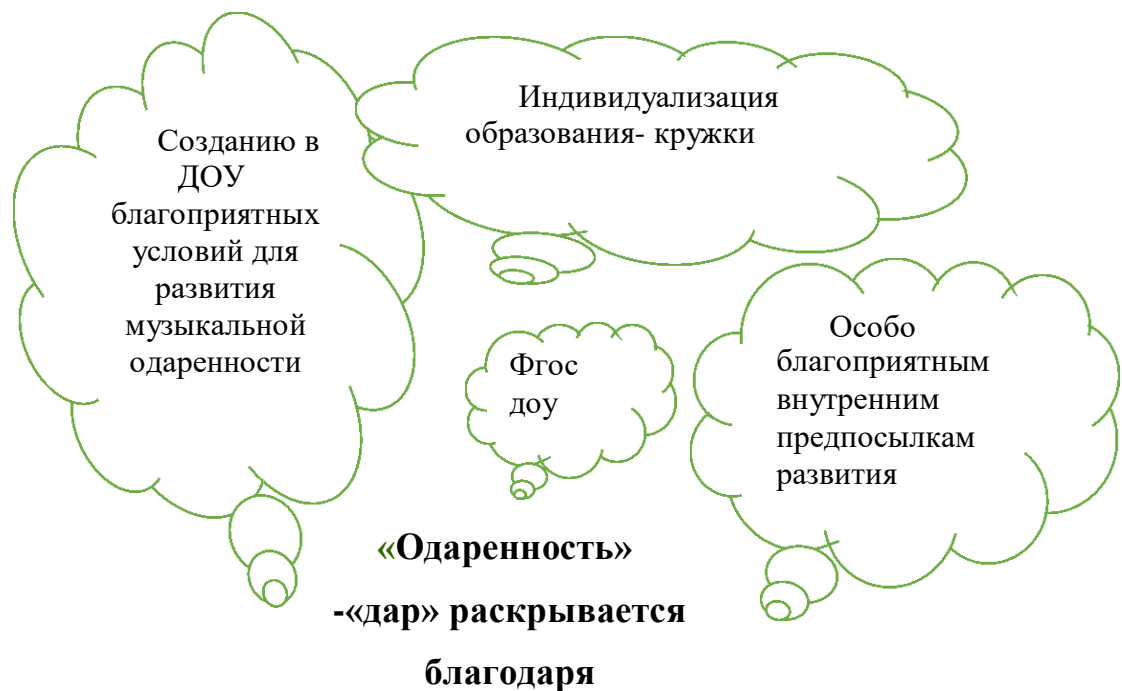 Созданию в
ДОУ
благоприятных
условий для
развития
музыкальной
одаренности
Индивидуализация
образования- кружки
Фгос
доу
Особо
благоприятным
внутренним
предпосылкам
развития
«Одаренность»
-«дар» раскрывается
благодаря